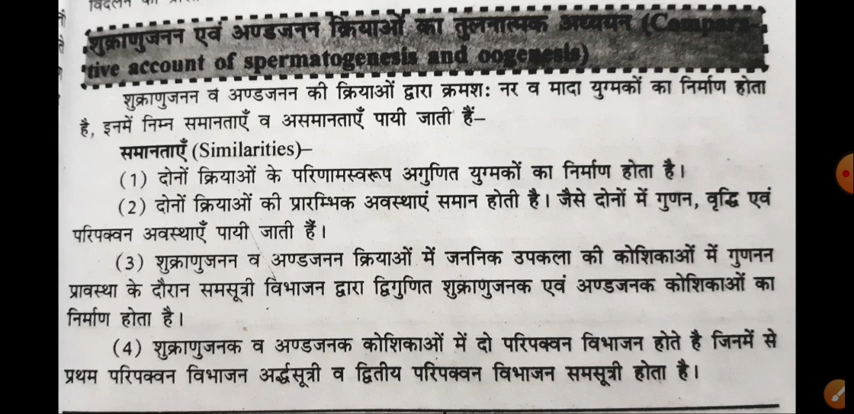 शुक्राणुजनन एवं अण्डजनन क्रियाओं का तुलनात्मक अध्ययन (Compara-
tive account of spermatogenesis and oogenesis)
शुक्राणुजनन व अण्डजनन की क्रियाओं द्वारा क्रमशः नर व मादा युग्मकों का निर्माण होता
है, इनमें निम्न समानताएँ व असमानताएँ पायी जाती हैं–
समानताएँ (Similarities)–
(1) दोनों क्रियाओं के परिणामस्वरूप अगुणित युग्मकों का निर्माण होता है।
(2) दोनों क्रियाओं की प्रारम्भिक अवस्थाएं समान होती है। जैसे दोनों में गुणन, वृद्धि एवं
परिपक्वन अवस्थाएँ पायी जाती हैं।
(3) शुक्राणुजनन व अण्डजनन क्रियाओं में जननिक उपकला की कोशिकाओं में गुणनन
प्रावस्था के दौरान समसूत्री विभाजन द्वारा द्विगुणित शुक्राणुजनक एवं अण्डजनक कोशिकाओं का
निर्माण होता है।
(4) शुक्राणुजनक व अण्डजनक कोशिकाओं में दो परिपक्वन विभाजन होते है जिनमें से
प्रथम परिपक्वन विभाजन अर्द्धसूत्री व द्वितीय परिपक्वन विभाजन समसूत्री होता है।